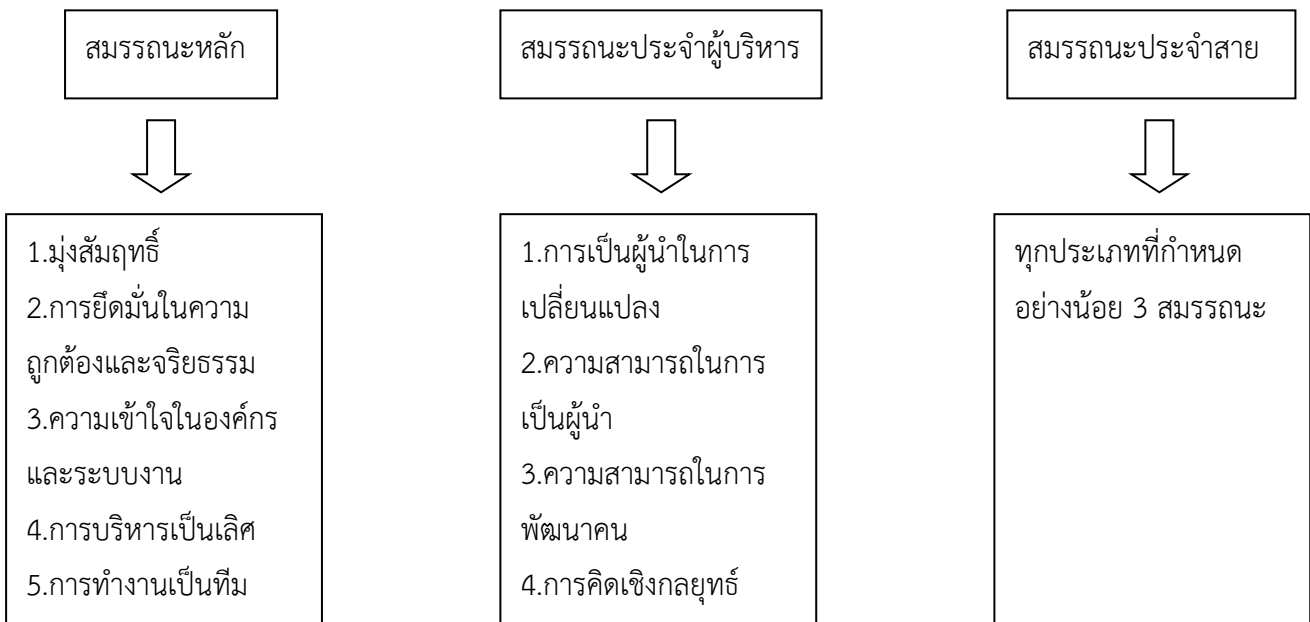 สมรรถนะหลัก
สมรรถนะประจำผู้บริหาร
สมรรถนะประจำสาย
1.มุ่งสัมฤทธิ์
2.การยึดมั่นในความ
ถูกต้องและจริยธรรม
3.ความเข้าใจในองค์กร
และระบบงาน
4.การบริหารเป็นเลิศ
5.การทำงานเป็นทีม
1.การเป็นผู้นำในการ
เปลี่ยนแปลง
2.ความสามารถในการ
เป็นผู้นำ
3.ความสามารถในการ
พัฒนาคน
4.การคิดเชิงกลยุทธ์
ทุกประเภทที่กำหนด
อย่างน้อย 3 สมรรถนะ